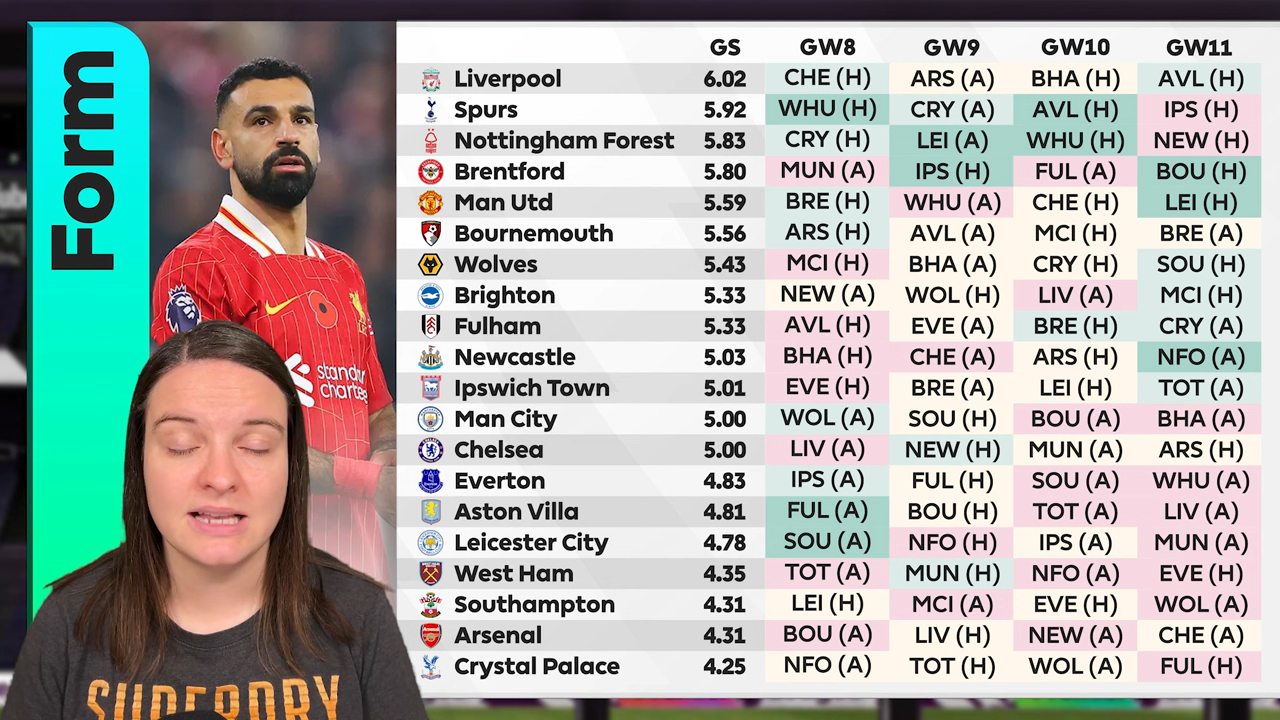 Form
GS GW8 GW9 GW10 GW11
Liverpool 6.02 CHE (H) ARS (A) BHA (H) AVL (H)
Spurs 5.92 WHU (H) CRY (A) AVL (H) IPS (H)
Nottingham Forest 5.83 CRY (H) LEI (A) WHU (H) NEW (H)
Brentford 5.80 MUN (A) IPS (H) FUL (A) BOU (H)
Man Utd 5.59 BRE (H) WHU (A) CHE (H) LEI (H)
Bournemouth 5.56 ARS (H) AVL (A) MCI (H) BRE (A)
Wolves 5.43 MCI (H) BHA (A) CRY (H) SOU (H)
Brighton 5.33 NEW (A) WOL (H) LIV (A) MCI (H)
Fulham 5.33 AVL (H) EVE (A) BRE (H) CRY (A)
Newcastle 5.03 BHA (H) CHE (A) ARS (H) NFO (A)
Ipswich Town 5.01 EVE (H) BRE (A) LEI (H) TOT (A)
Man City 5.00 WOL (A) SOU (H) BOU (A) BHA (A)
Chelsea 5.00 LIV (A) NEW (H) MUN (A) ARS (H)
Everton 4.83 IPS (A) FUL (H) SOU (A) WHU (A)
Aston Villa 4.81 FUL (A) BOU (H) TOT (A) LIV (A)
Leicester City 4.78 SOU (A) NFO (H) IPS (A) MUN (A)
West Ham 4.35 TOT (A) MUN (H) NFO (A) EVE (H)
Southampton 4.31 LEI (H) MCI (A) EVE (H) WOL (A)
Arsenal 4.31 BOU (A) LIV (H) NEW (A) CHE (A)
Crystal Palace 4.25 NFO (A) TOT (H) WOL (A) FUL (H)
standard
chartered
SUPERDRY